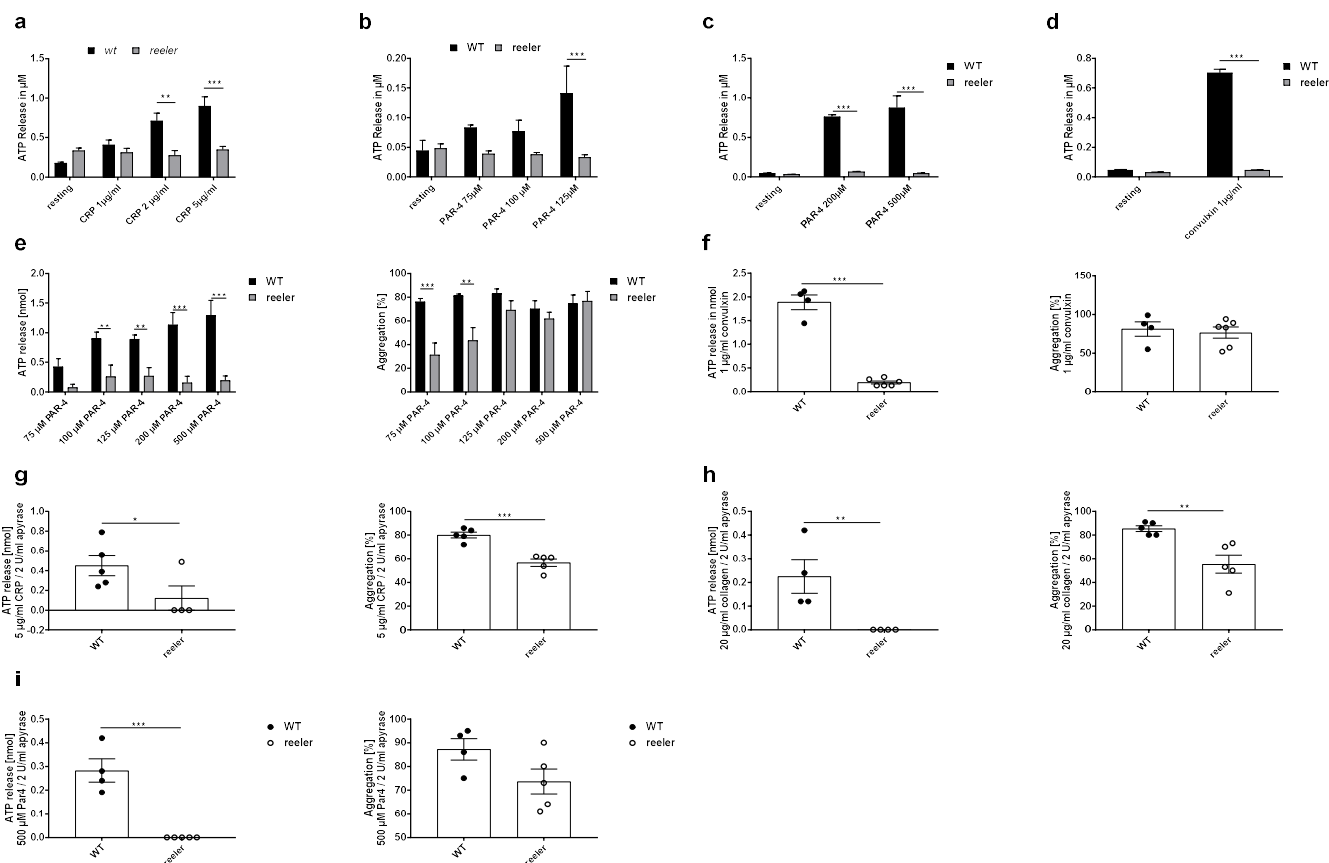 a
wt reeler
ATP Release in µM
1.5
1.0
0.5
0.0
resting
CRP 1µg/ml
CRP 2 µg/ml
CRP 5µg/ml
**
***
b
WT reeler
ATP Release in µM
0.20
0.15
0.10
0.05
0.00
resting
PAR-4 75µM
PAR-4 100 µM
PAR-4 125µM
***
c
WT
reeler
ATP Release in µM
1.5
1.0
0.5
0.0
resting
PAR-4 200µM
PAR-4 500µM
***
***
d
WT
reeler
ATP Release in µM
0.8
0.6
0.4
0.2
0.0
resting
convulxin 1µg/ml
***
e
WT
reeler
ATP release [nmol]
2.0
1.5
1.0
0.5
0.0
75 µM PAR-4
100 µM PAR-4
125 µM PAR-4
200 µM PAR-4
500 µM PAR-4
**
**
***
***
WT
reeler
Aggregation [%]
100
80
60
40
20
0
75 µM PAR-4
100 µM PAR-4
125 µM PAR-4
200 µM PAR-4
500 µM PAR-4
***
**
f
ATP release in nmol
1 µg/ml convulxin
2.5
2.0
1.5
1.0
0.5
0.0
WT
reeler
***
Aggregation [%]
1 µg/ml convulxin
150
100
50
0
WT
reeler
g
ATP release [nmol]
5 µg/ml CRP / 2 U/ml apyrase
1.0
0.8
0.6
0.4
0.2
0.0
-0.2
WT
reeler
*
Aggregation [%]
5 µg/ml CRP / 2 U/ml apyrase
100
80
60
40
20
0
WT
reeler
***
h
ATP release [nmol]
20 µg/ml collagen / 2 U/ml apyrase
0.5
0.4
0.3
0.2
0.1
0.0
WT
reeler
**
Aggregation [%]
20 µg/ml collagen / 2 U/ml apyrase
100
80
60
40
20
0
WT
reeler
**
i
WT
reeler
ATP release [nmol]
500 µM Par4 / 2 U/ml apyrase
0.5
0.4
0.3
0.2
0.1
0.0
WT
reeler
***
WT
reeler
Aggregation [%]
500 µM Par4 / 2 U/ml apyrase
100
90
80
70
60
50
WT
reeler